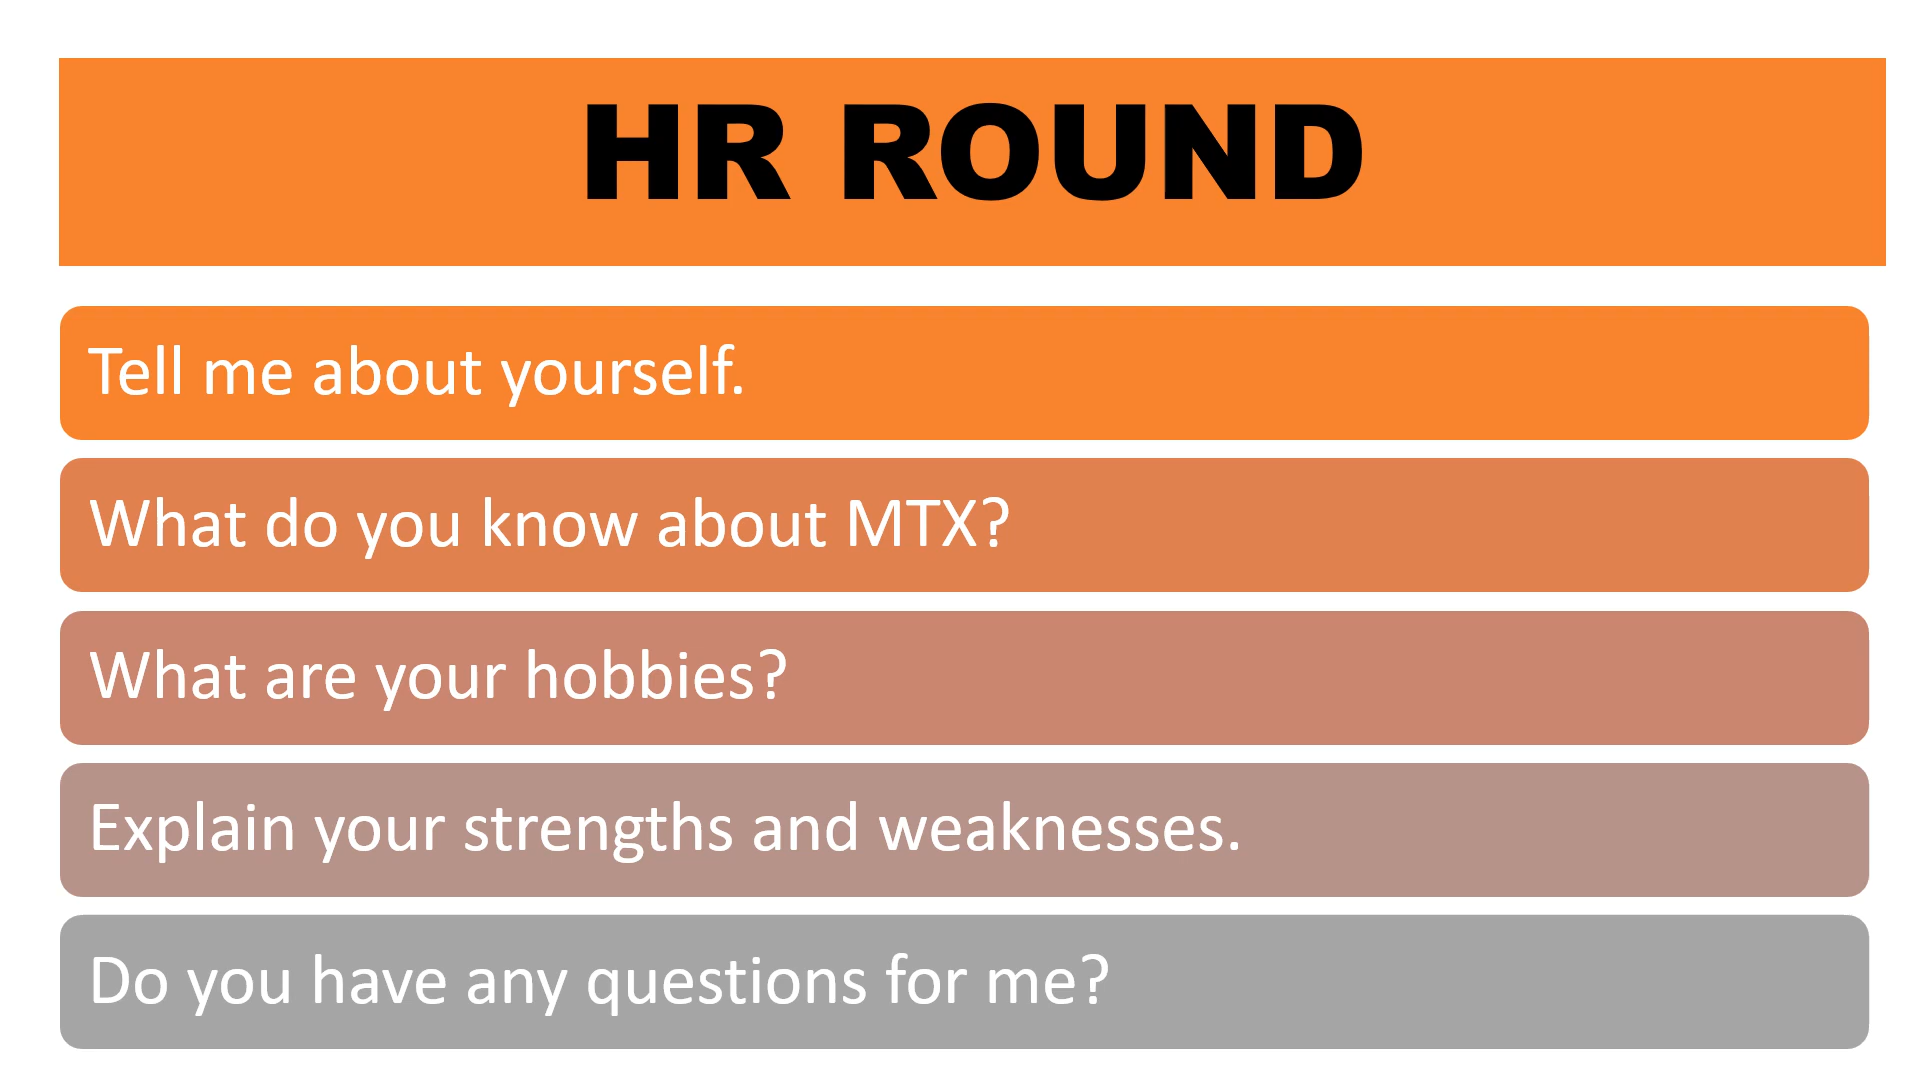 HR ROUND
Tell me about yourself.
What do you know about MTX?
What are your hobbies?
Explain your strengths and weaknesses.
Do you have any questions for me?